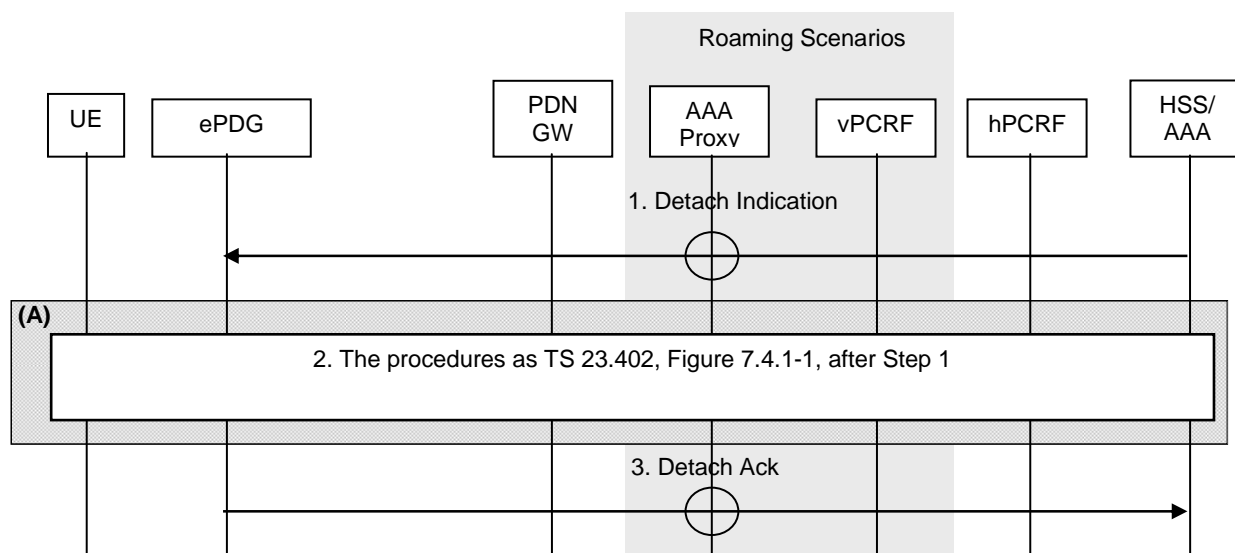 Roaming Scenarios
UE
ePDG
PDN
GW
AAA
Proxy
vPCRF
hPCRF
HSS/
AAA
1. Detach Indication
(A)
2. The procedures as TS 23.402, Figure 7.4.1-1, after Step 1
3. Detach Ack